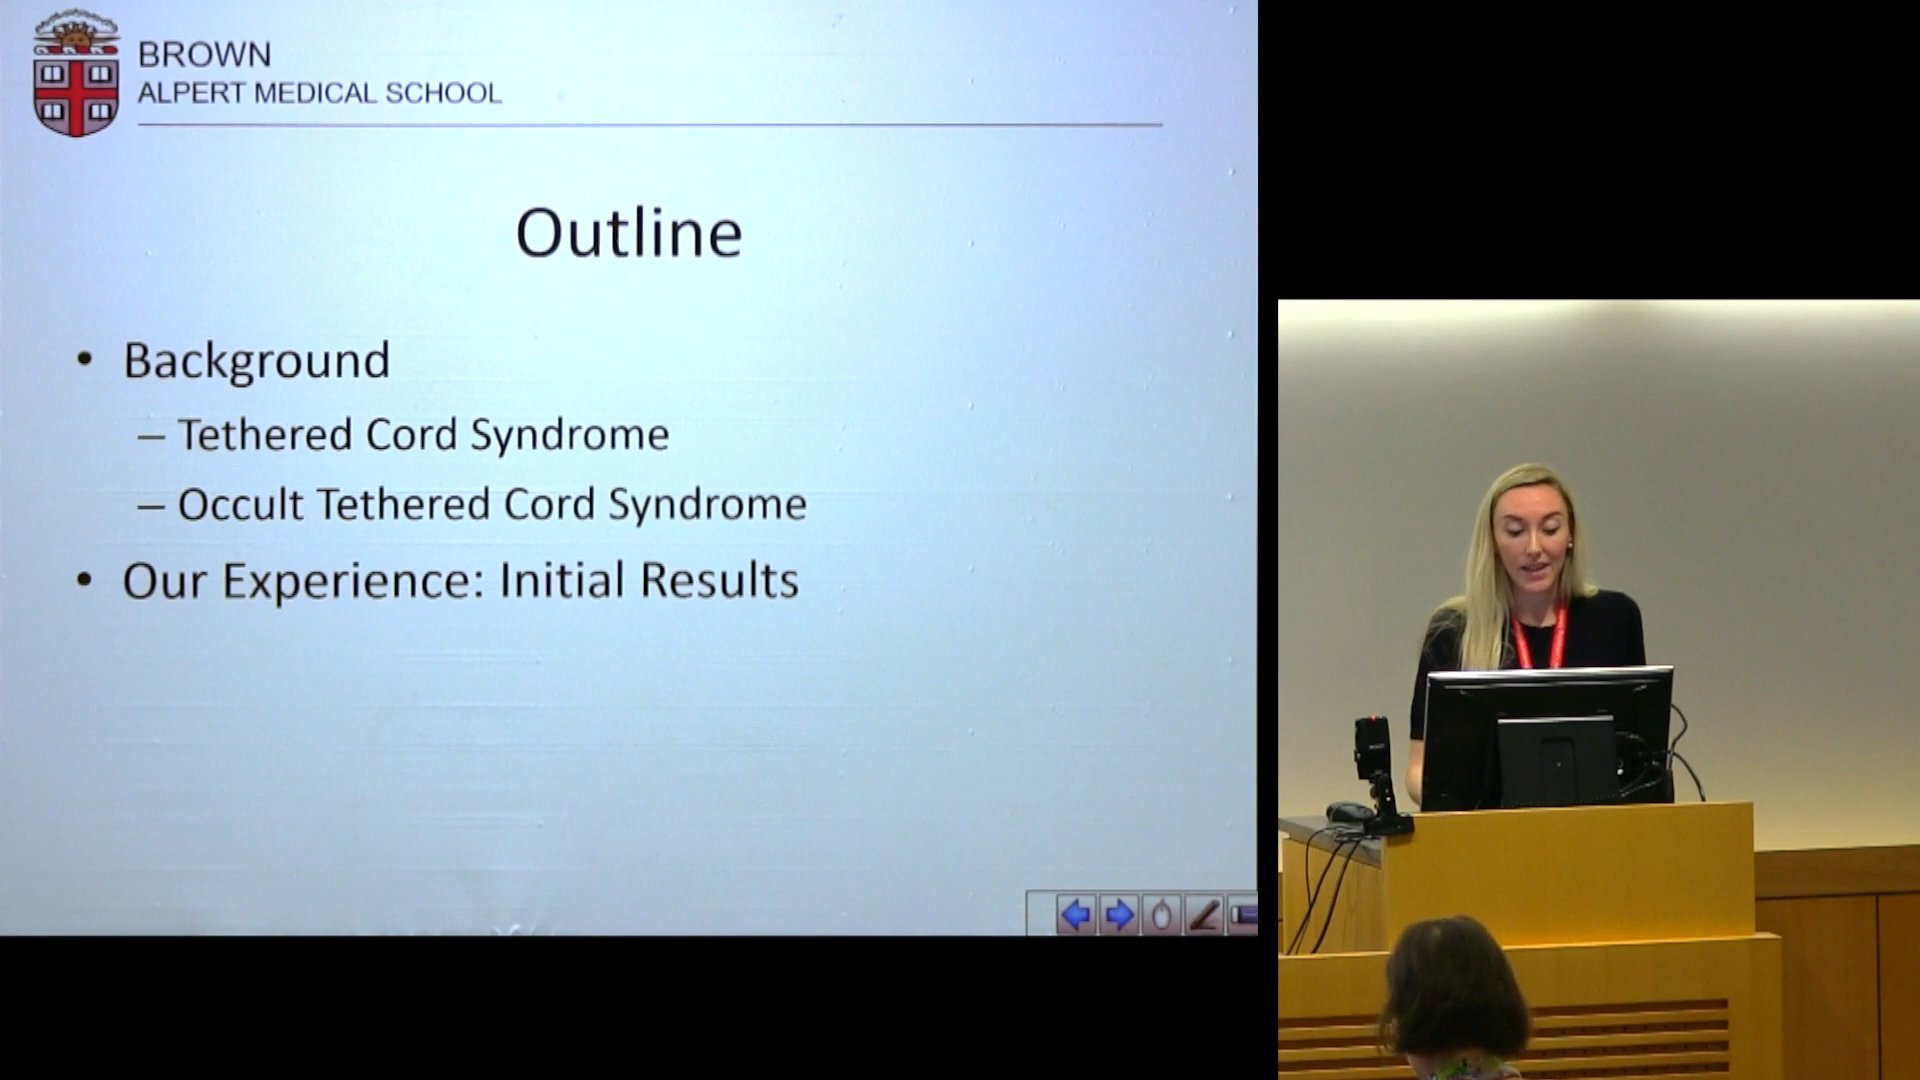 BROWN
ALPERT MEDICAL SCHOOL
Outline
• Background
– Tethered Cord Syndrome
– Occult Tethered Cord Syndrome
• Our Experience: Initial Results